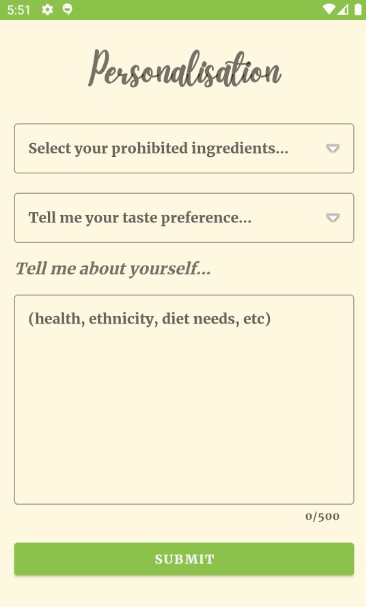 5:51
Personalisation
Select your prohibited ingredients...
Tell me your taste preference...
Tell me about yourself...
(health, ethnicity, diet needs, etc)
0/500
SUBMIT